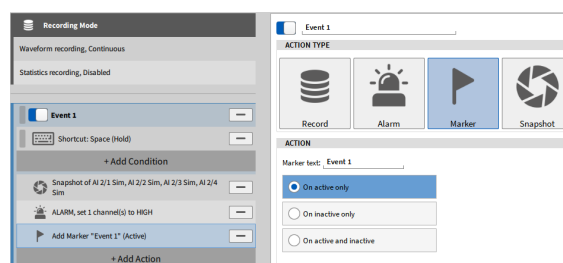 Recording Mode
Waveform recording, Continuous
Statistics recording, Disabled
Event 1
Shortcut: Space (Hold)
+ Add Condition
Snapshot of AI 2/1 Sim, AI 2/2 Sim, AI 2/3 Sim, AI 2/4
Sim
ALARM, set 1 channel(s) to HIGH
Add Marker "Event 1" (Active)
+ Add Action
Event 1
ACTION TYPE
Record
Alarm
Marker
Snapshot
ACTION
Marker text: Event 1
On active only
On inactive only
On active and inactive